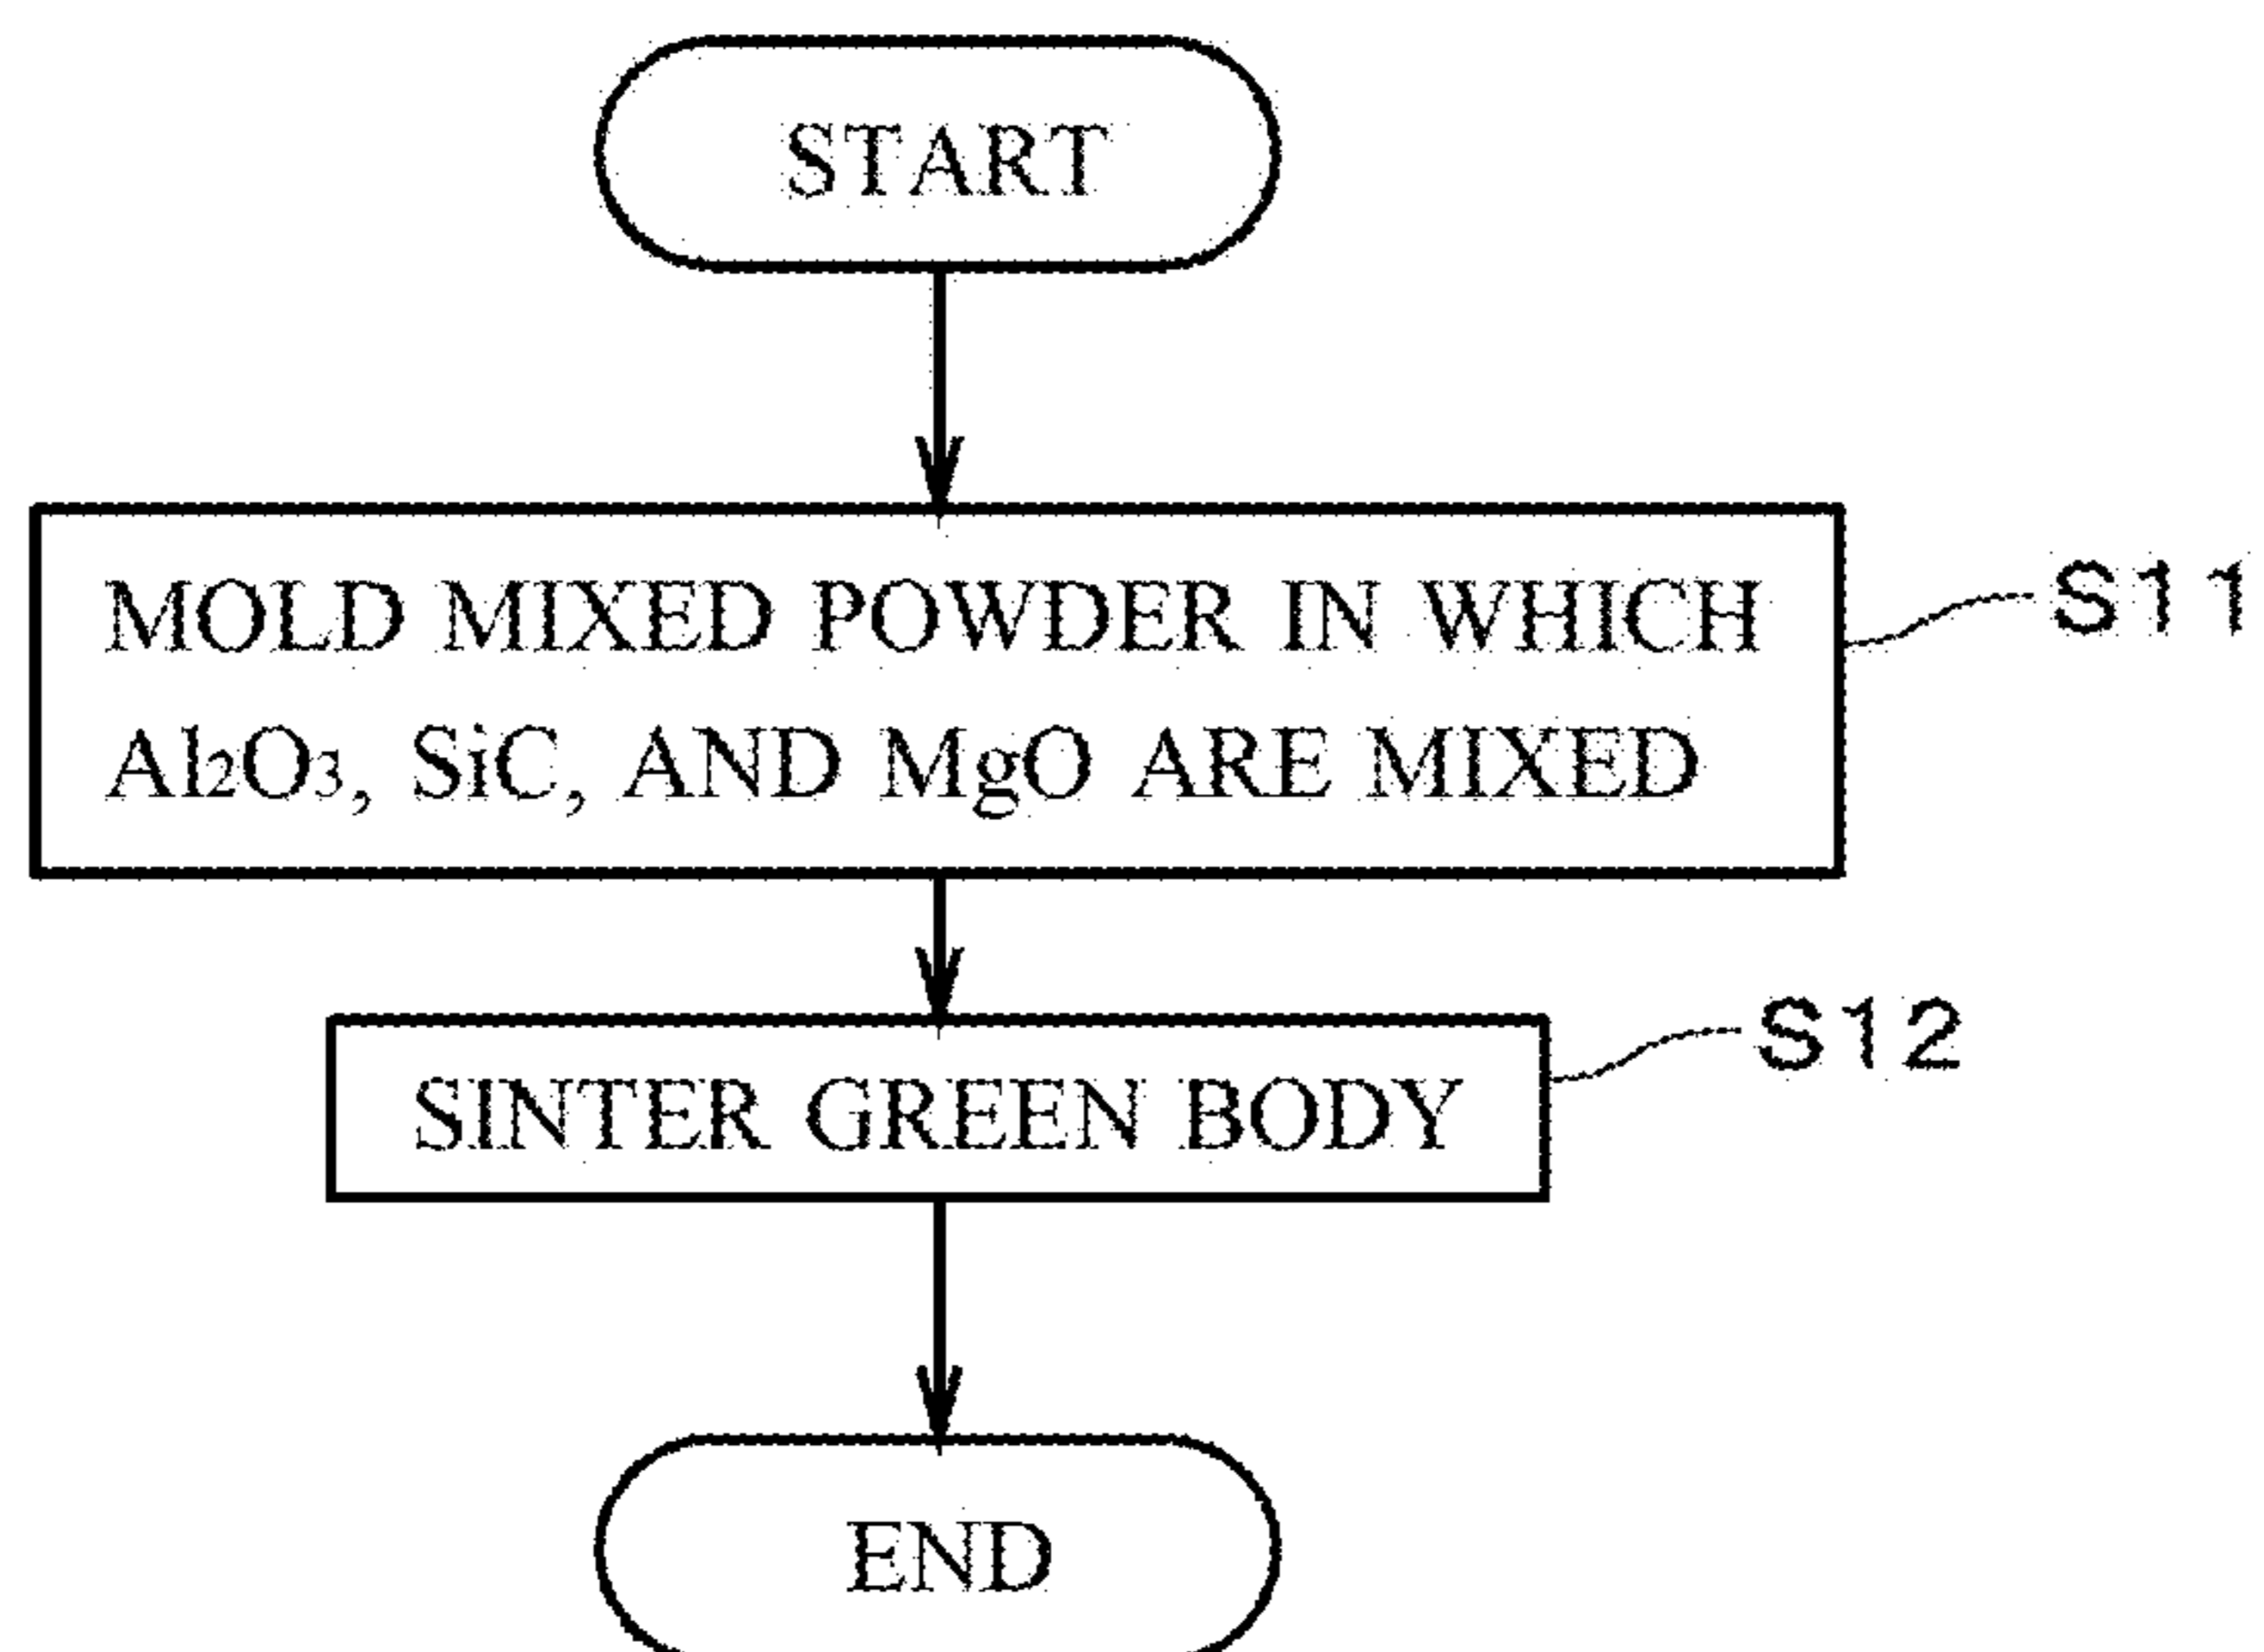 START
MOLD MIXED POWDER IN WHICH
Al₂O₃, SiC, AND MgO ARE MIXED
S11
SINTER GREEN BODY
S12
END